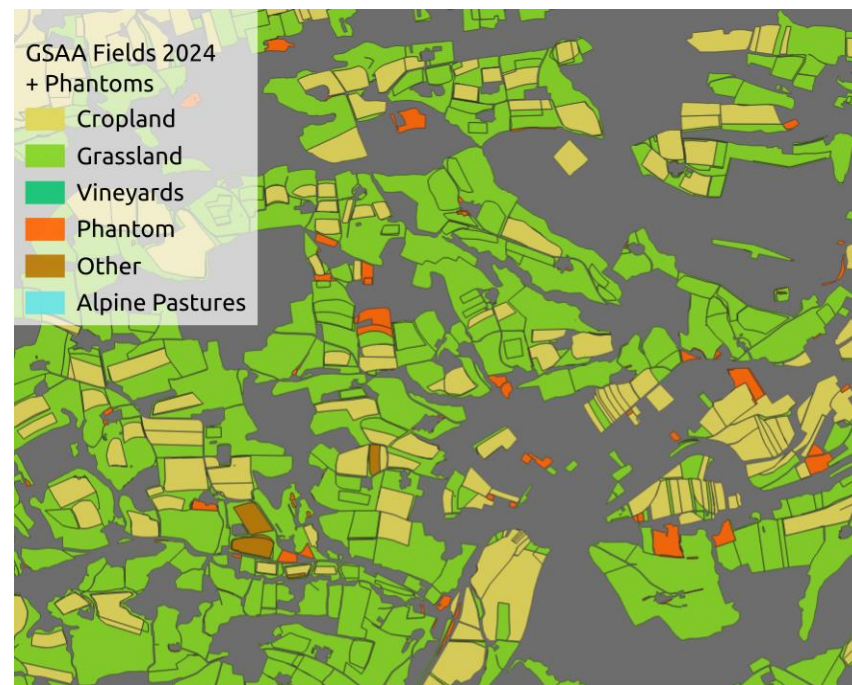 GSAA Fields 2024
+ Phantoms
Cropland
Grassland
Vineyards
Phantom
Other
Alpine Pastures